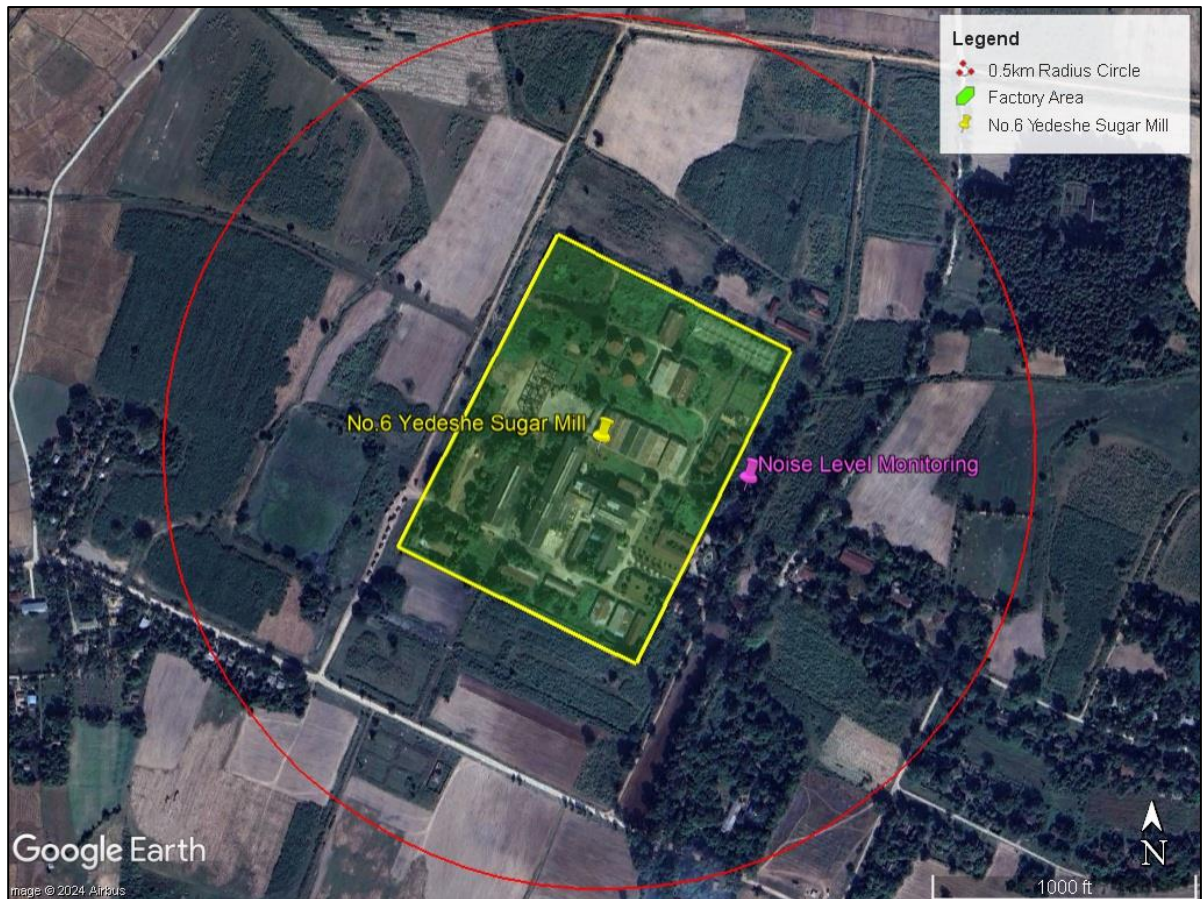 Legend
0.5km Radius Circle
Factory Area
No.6 Yedeshe Sugar Mill
No.6 Yedeshe Sugar Mill
Noise Level Monitoring
Google Earth
N
mage © 2024 Airbus
1000 ft